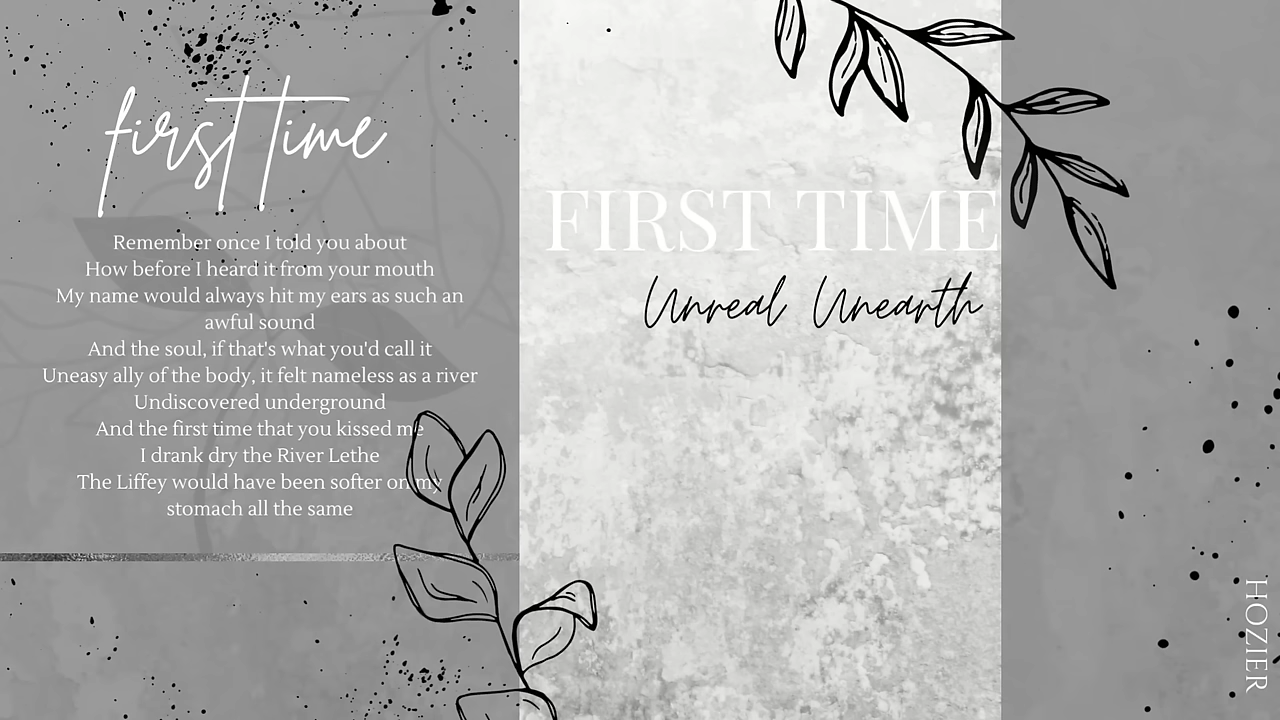 first time
Remember once I told you about
How before I heard it from your mouth
My name would always hit my ears as such an
awful sound
And the soul, if that's what you'd call it
Uneasy ally of the body, it felt nameless as a river
Undiscovered underground
And the first time that you kissed me
I drank dry the River Lethe
The Liffey would have been softer on my
stomach all the same
FIRST TIME
Unreal Unearth
HOZIER